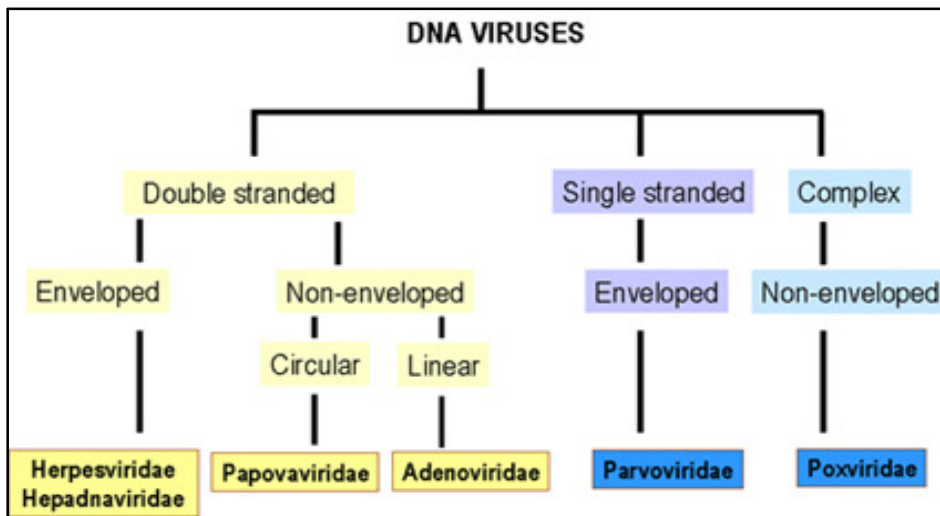 DNA VIRUSES
Double stranded
Single stranded
Complex
Enveloped
Non-enveloped
Enveloped
Non-enveloped
Circular
Linear
Herpesviridae
Hepadnaviridae
Papovaviridae
Adenoviridae
Parvoviridae
Poxviridae